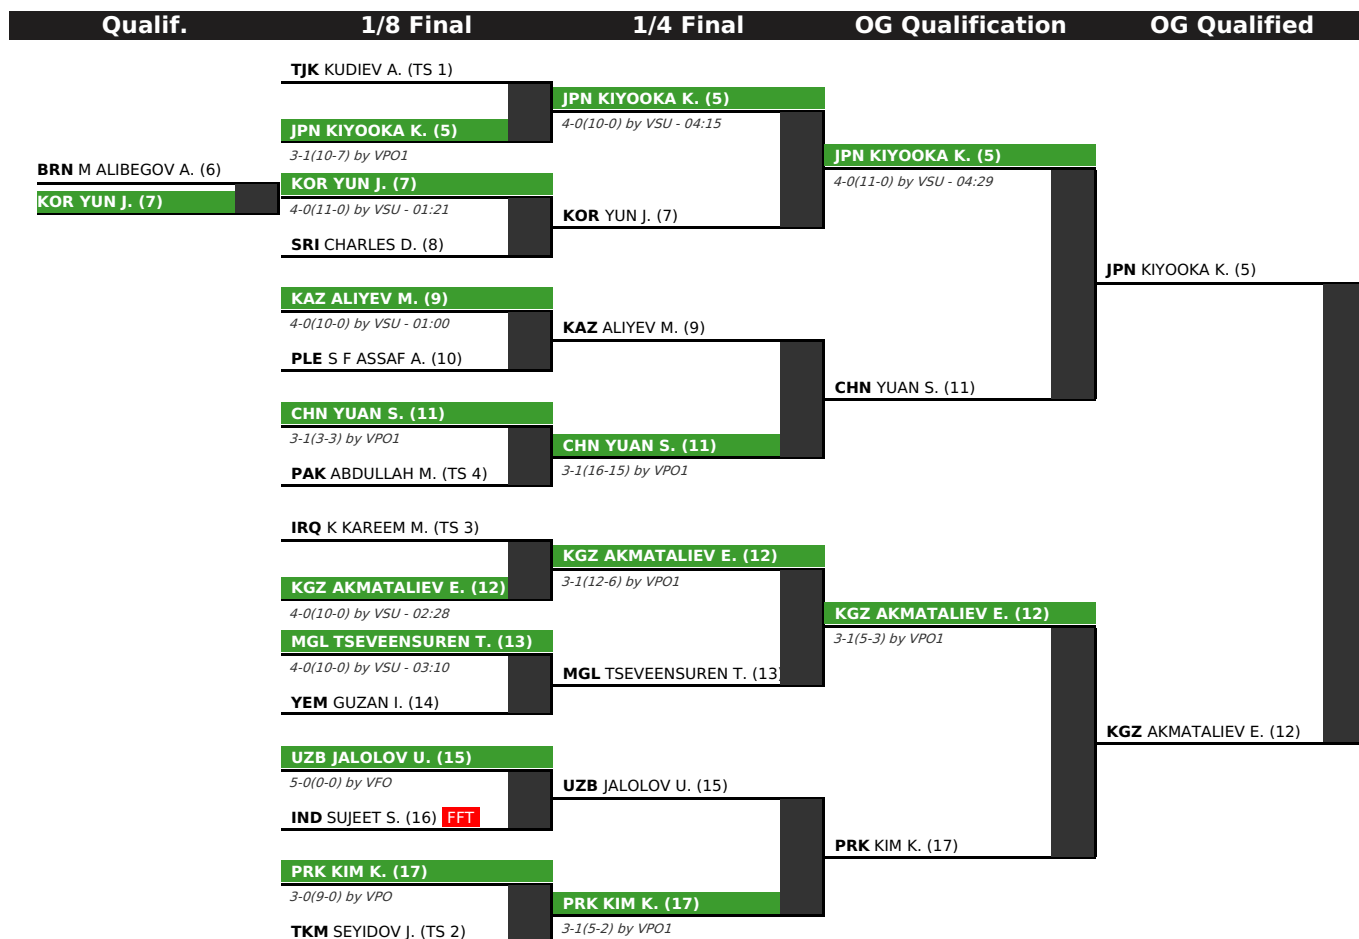 Qualif.
1/8 Final
1/4 Final
OG Qualification
OG Qualified
BRN M ALIBEGOV A. (6)
KOR YUN J. (7)
TJK KUDIEV A. (TS 1)
JPN KIYOOKA K. (5)
3-1(10-7) by VPO1
KOR YUN J. (7)
4-0(11-0) by VSU - 01:21
SRI CHARLES D. (8)
KAZ ALIYEV M. (9)
4-0(10-0) by VSU - 01:00
PLE S F ASSAF A. (10)
CHN YUAN S. (11)
3-1(3-3) by VPO1
PAK ABDULLAH M. (TS 4)
IRQ K KAREEM M. (TS 3)
KGZ AKMATALIEV E. (12)
4-0(10-0) by VSU - 02:28
MGL TSEVEENSUREN T. (13)
4-0(10-0) by VSU - 03:10
YEM GUZAN I. (14)
UZB JALOLOV U. (15)
5-0(0-0) by VFO
IND SUJEET S. (16) FFT
PRK KIM K. (17)
3-0(9-0) by VPO
TKM SEYIDOV J. (TS 2)
JPN KIYOOKA K. (5)
4-0(10-0) by VSU - 04:15
KOR YUN J. (7)
KAZ ALIYEV M. (9)
CHN YUAN S. (11)
3-1(16-15) by VPO1
KGZ AKMATALIEV E. (12)
3-1(12-6) by VPO1
MGL TSEVEENSUREN T. (13)
UZB JALOLOV U. (15)
PRK KIM K. (17)
3-1(5-2) by VPO1
JPN KIYOOKA K. (5)
4-0(11-0) by VSU - 04:29
CHN YUAN S. (11)
KGZ AKMATALIEV E. (12)
3-1(5-3) by VPO1
PRK KIM K. (17)
JPN KIYOOKA K. (5)
KGZ AKMATALIEV E. (12)